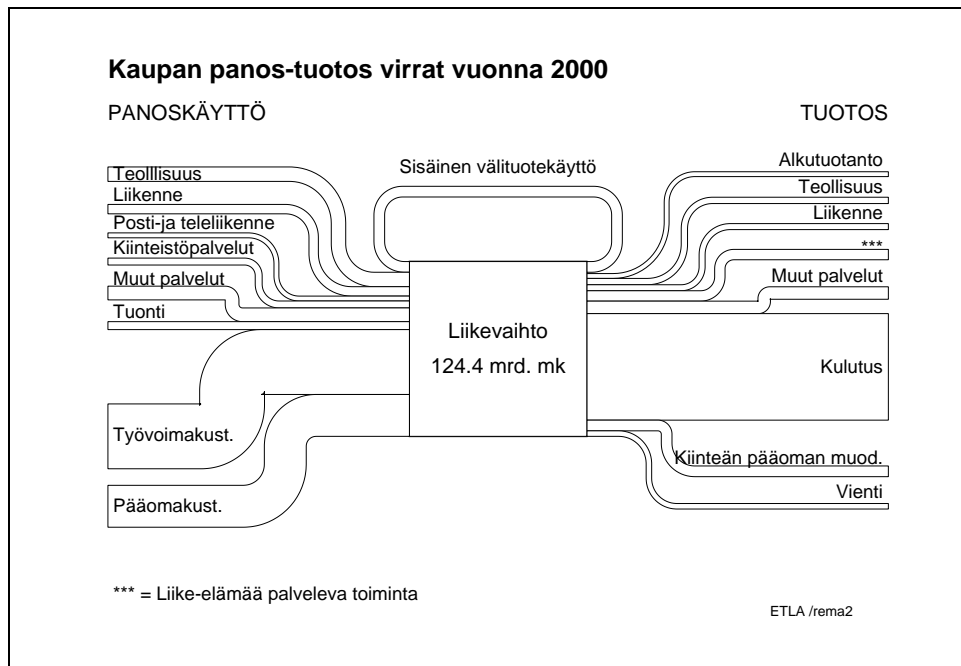 Kaupan panos-tuotos virrat vuonna 2000
PANOSKÄYTTÖ
TUOTOS
Teolllisuus
Liikenne
Posti-ja teleliikenne
Kiinteistöpalvelut
Muut palvelut
Tuonti
Työvoimakust.
Pääomakust.
Sisäinen välituotekäyttö
Liikevaihto
124.4 mrd. mk
Alkutuotanto
Teollisuus
Liikenne
***
Muut palvelut
Kulutus
Kiinteän pääoman muod.
Vienti
*** = Liike-elämää palveleva toiminta
ETLA /rema2